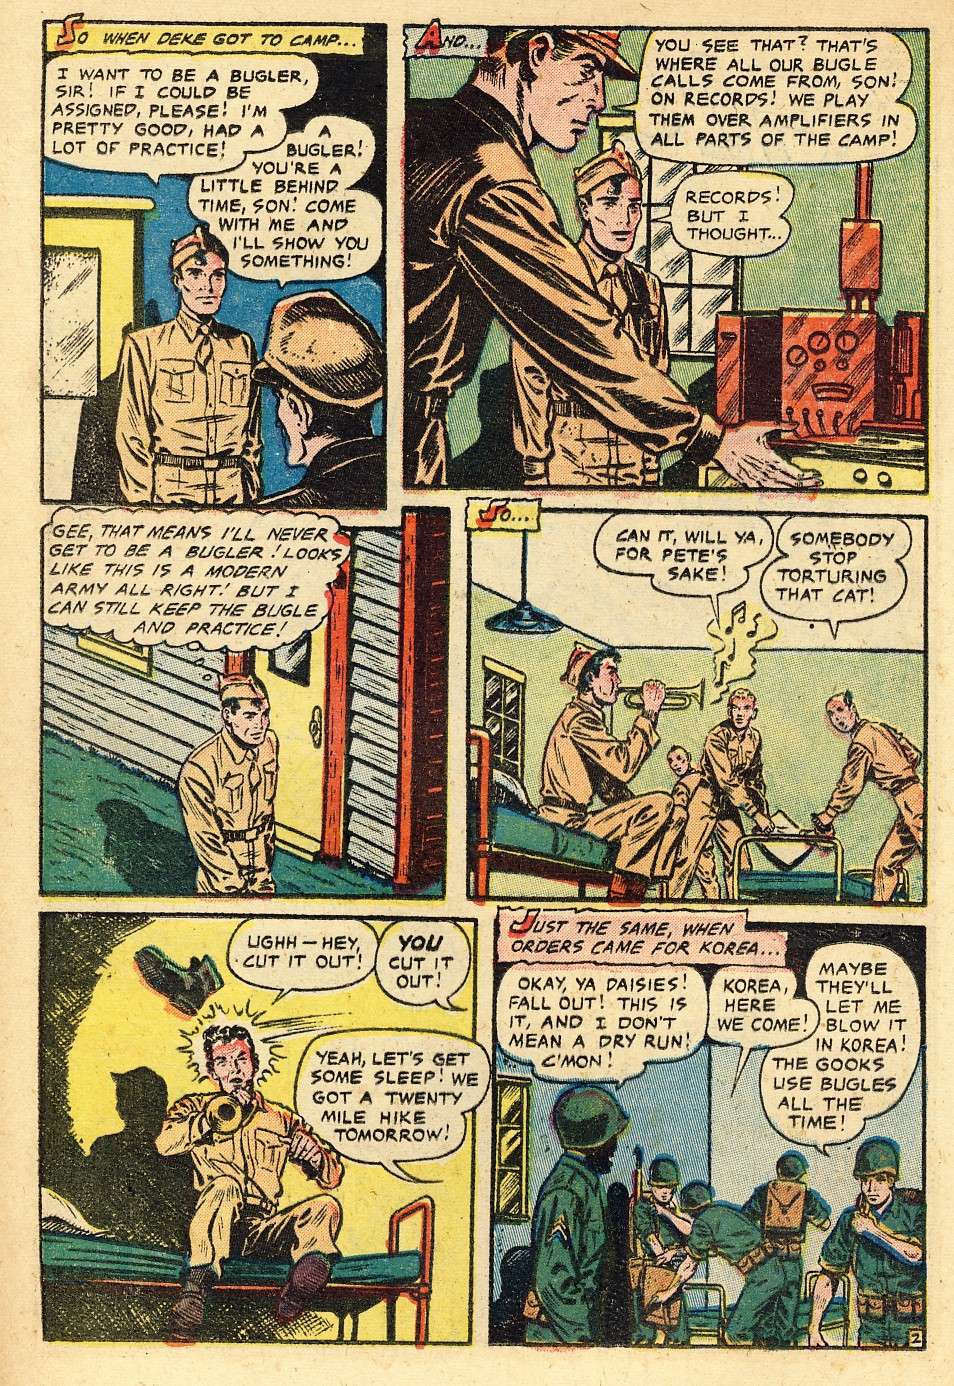 So when Deke got to camp...
I WANT TO BE A BUGLER,
SIR! IF I COULD BE
ASSIGNED, PLEASE! I'M
PRETTY GOOD, HAD A
LOT OF PRACTICE!
A
BUGLER!
YOU'RE A
LITTLE BEHIND
TIME, SON! COME
WITH ME AND
I'LL SHOW YOU
SOMETHING!
AND...
YOU SEE THAT? THAT'S
WHERE ALL OUR BUGLE
CALLS COME FROM, SON!
ON RECORDS! WE PLAY
THEM OVER AMPLIFIERS IN
ALL PARTS OF THE CAMP!
RECORDS!
BUT I
THOUGHT...
GEE, THAT MEANS I'LL NEVER
GET TO BE A BUGLER! LOOKS
LIKE THIS IS A MODERN
ARMY ALL RIGHT! BUT I
CAN STILL KEEP THE BUGLE
AND PRACTICE!
SO...
CAN IT, WILL YA,
FOR PETE'S
SAKE!
SOMEBODY
STOP
TORTURING
THAT CAT!
UGHH — HEY,
CUT IT OUT!
YOU
CUT IT
OUT!
YEAH, LET'S GET
SOME SLEEP! WE
GOT A TWENTY
MILE HIKE
TOMORROW!
JUST THE SAME, WHEN
ORDERS CAME FOR KOREA...
OKAY, YA DAISIES!
FALL OUT! THIS IS
IT, AND I DON'T
MEAN A DRY RUN!
C'MON!
KOREA,
HERE
WE COME!
MAYBE
THEY'LL
LET ME
BLOW IT
IN KOREA!
THE GOOKS
USE BUGLES
ALL THE
TIME!
2